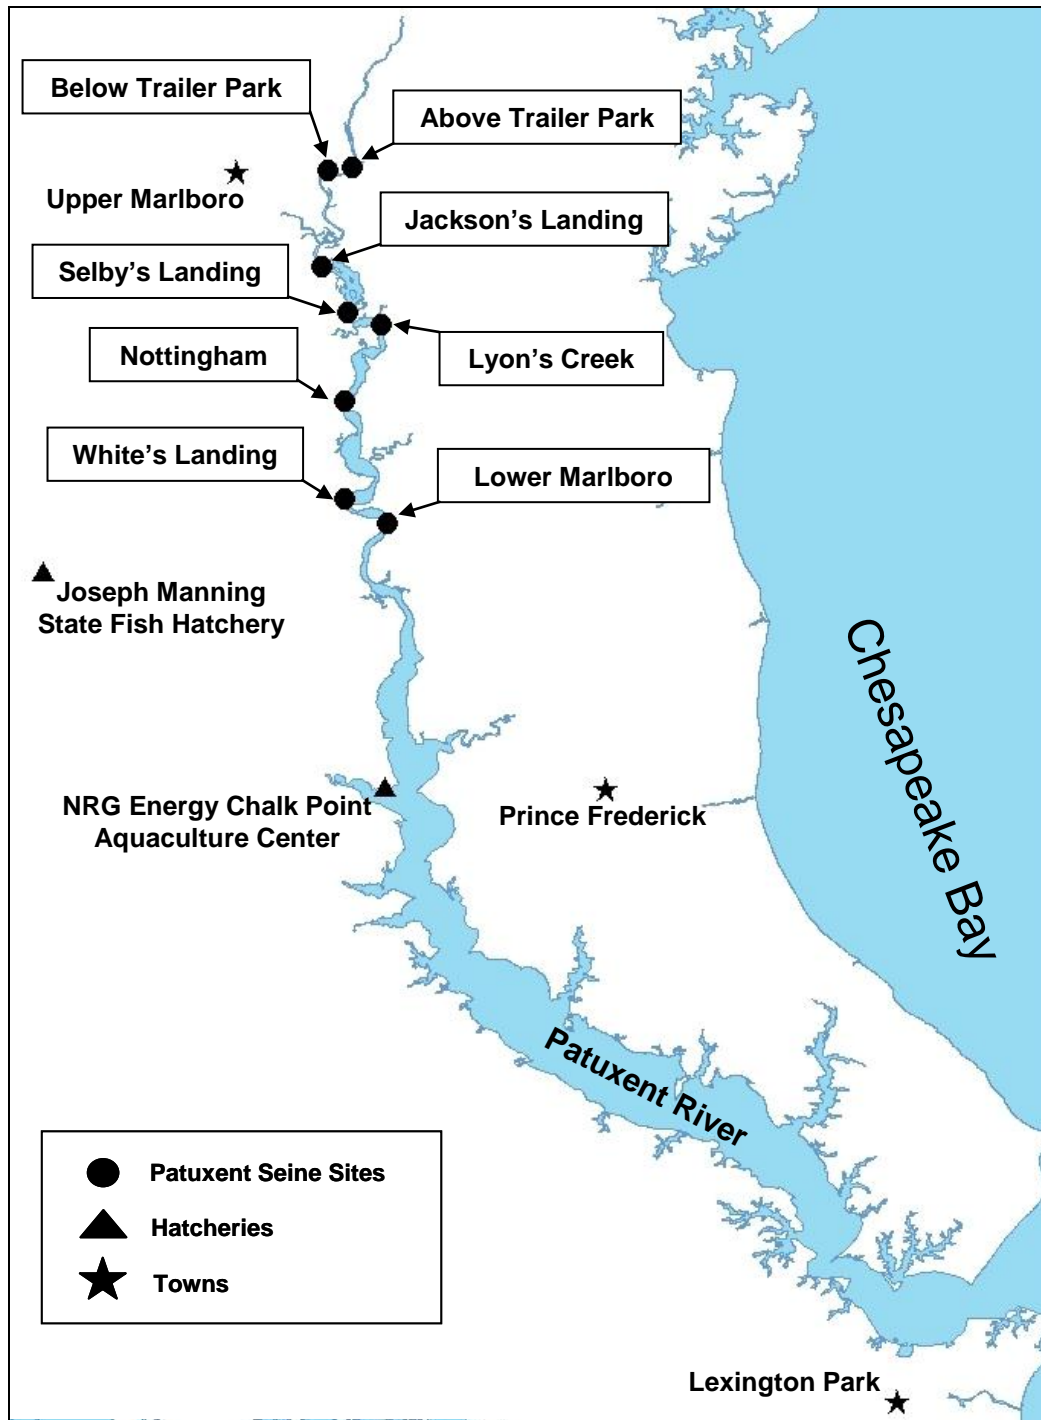 Below Trailer Park
Above Trailer Park
Upper Marlboro
Jackson's Landing
Selby's Landing
Nottingham
Lyon's Creek
White's Landing
Lower Marlboro
Joseph Manning
State Fish Hatchery
Chesapeake Bay
NRG Energy Chalk Point
Aquaculture Center
Prince Frederick
Patuxent River
Patuxent Seine Sites
Hatcheries
Towns
Lexington Park